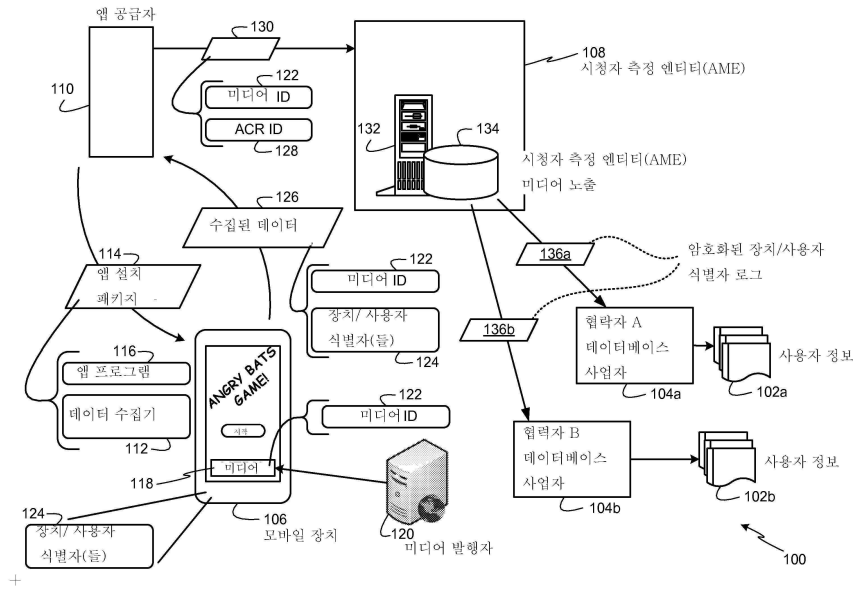 앱 공급자
130
110
122
미디어 ID
ACR ID
128
108
시청자 측정 엔티티(AME)
132
134
시청자 측정 엔티티(AME)
미디어 노출
126
수집된 데이터
114
앱 설치
패키지
122
미디어 ID
장치/ 사용자
식별자(들)
124
136a
암호화된 장치/사용자
식별자 로그
136b
협락자 A
데이터베이스
사업자
104a
사용자 정보
102a
116
앱 프로그램
데이터 수집기
112
ANGRY BATS
GAME!
시작
미디어
118
122
미디어 ID
협력자 B
데이터베이스
사업자
104b
사용자 정보
102b
124
장치/ 사용자
식별자(들)
106
모바일 장치
120
미디어 발행자
100